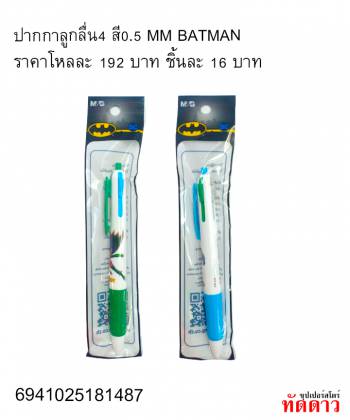 ปากกาลูกลื่น4 สี0.5 MM BATMAN
ราคาโหลละ 192 บาท ชิ้นละ 16 บาท
M&G
M&G
6941025181487
ซุปเปอร์สโตร์
ทัดดาว